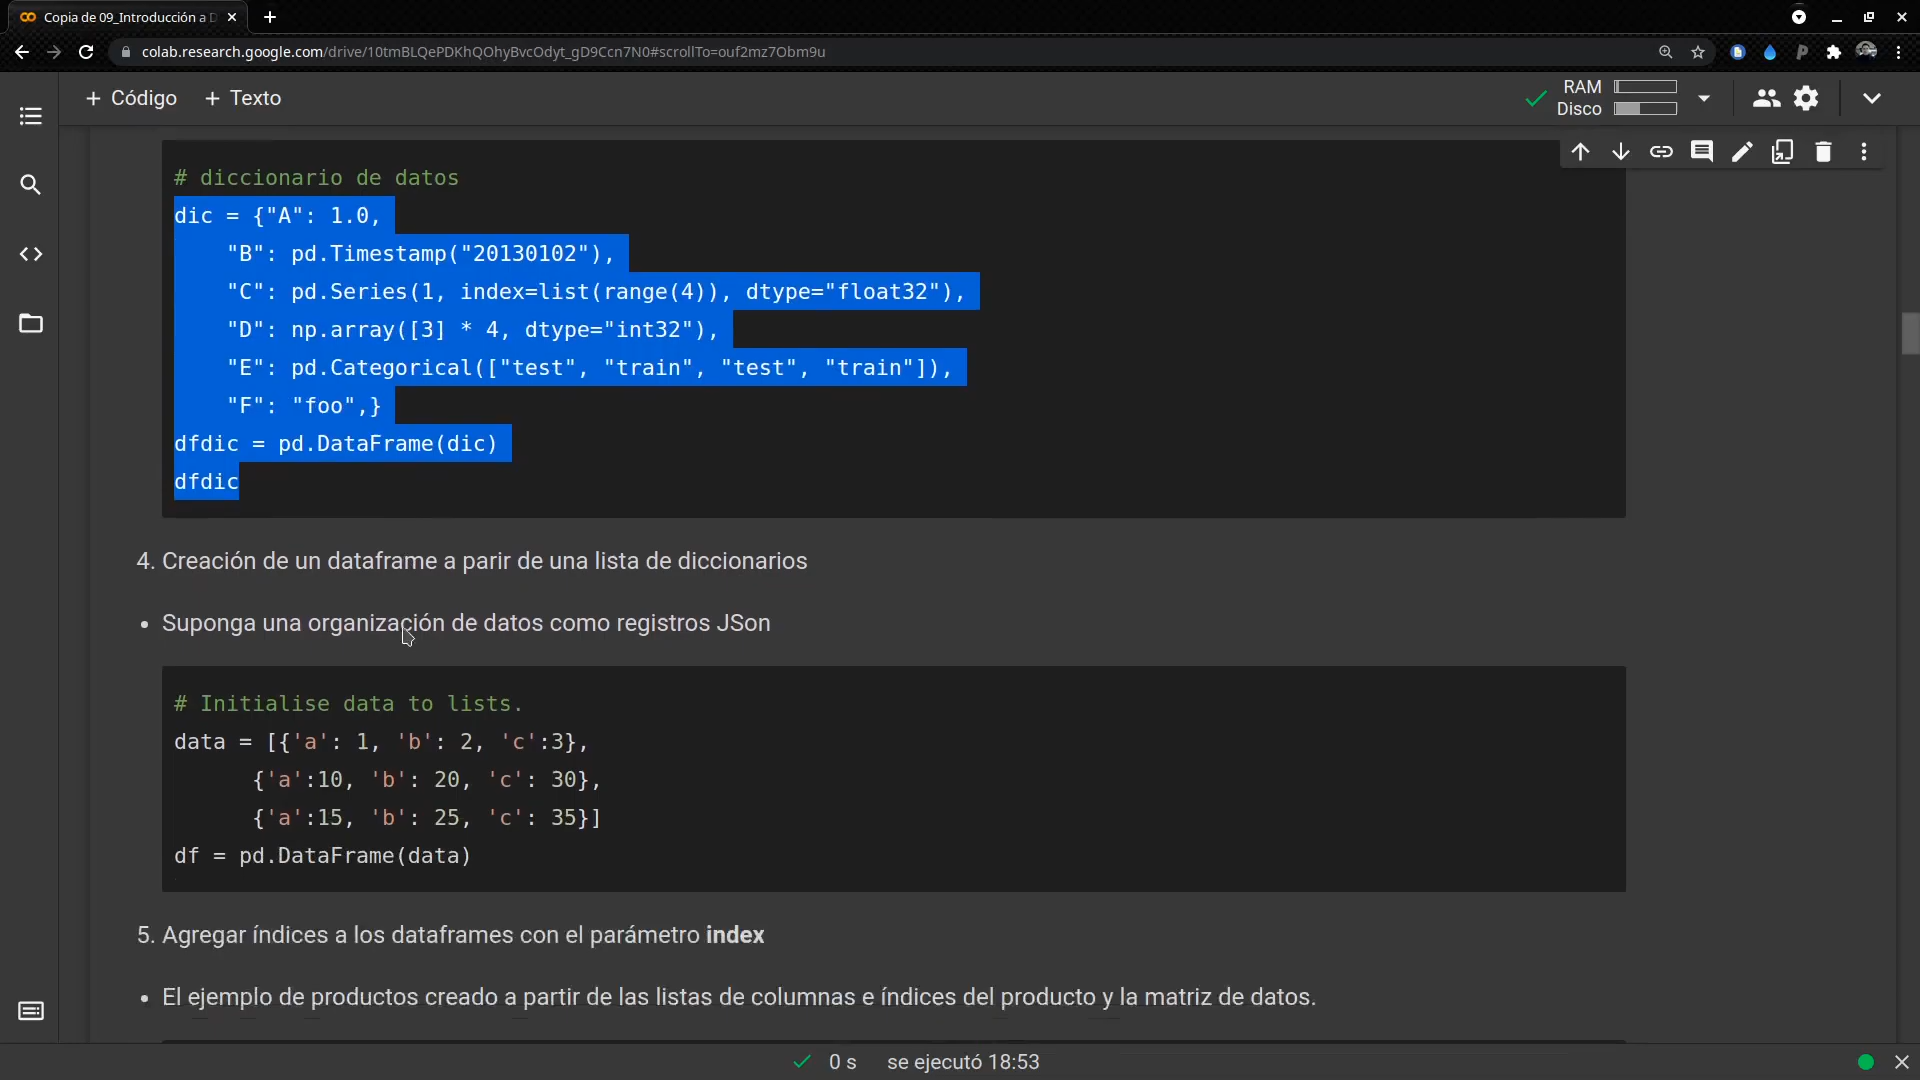 Copia de 09_Introducción a D
colab.research.google.com/drive/10tmBLQePDKhQOhyBvcOdyt_gD9Ccn7N0#scrollTo=ouf2mz7Obm9u
+ Código + Texto
RAM
Disco
# diccionario de datos
dic = {"A": 1.0,
"B": pd.Timestamp("20130102"),
"C": pd.Series(1, index=list(range(4)), dtype="float32"),
"D": np.array([3] * 4, dtype="int32"),
"E": pd.Categorical(["test", "train", "test", "train"]),
"F": "foo",}
dfdic = pd.DataFrame(dic)
dfdic
4. Creación de un dataframe a parir de una lista de diccionarios
• Suponga una organización de datos como registros JSon
# Initialise data to lists.
data = [{'a': 1, 'b': 2, 'c':3},
{'a':10, 'b': 20, 'c': 30},
{'a':15, 'b': 25, 'c': 35}]
df = pd.DataFrame(data)
5. Agregar índices a los dataframes con el parámetro index
• El ejemplo de productos creado a partir de las listas de columnas e índices del producto y la matriz de datos.
0 s se ejecutó 18:53